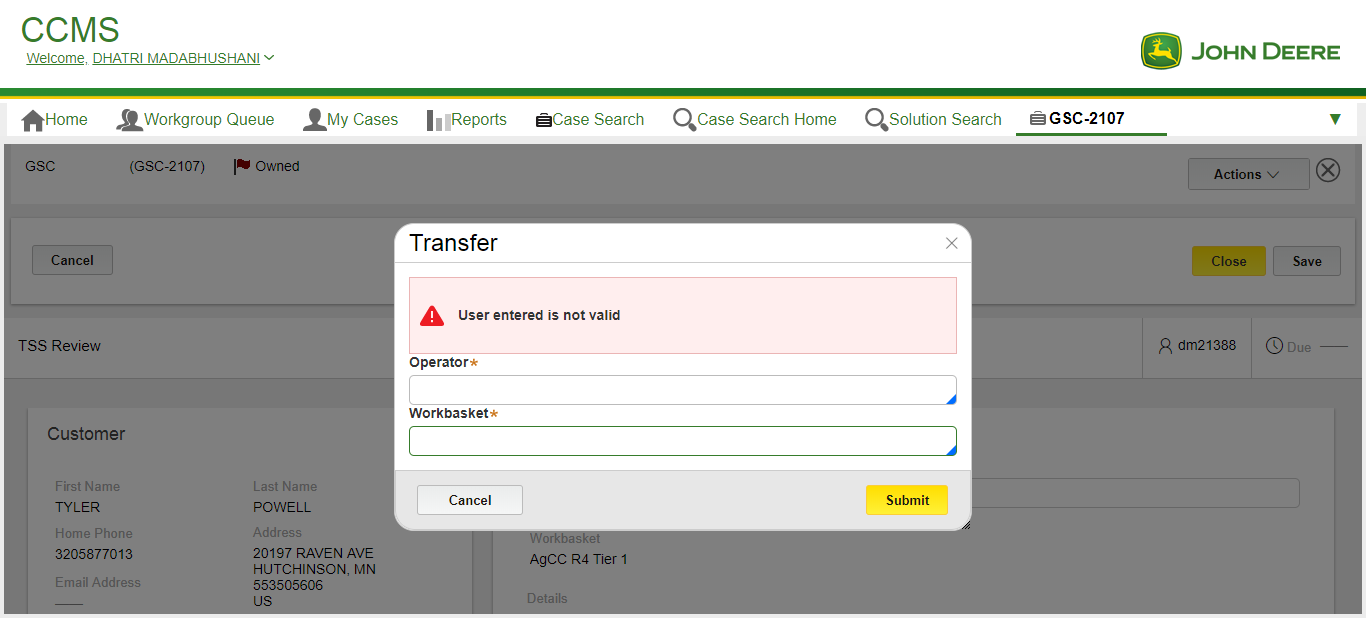 CCMS
Welcome, DHATRI MADABHUSHANI
JOHN DEERE
Home
Workgroup Queue
My Cases
Reports
Case Search
Case Search Home
Solution Search
GSC-2107
GSC
(GSC-2107)
Owned
Actions
Cancel
Close
Save
Transfer
User entered is not valid
Operator*
Workbasket*
Cancel
Submit
TSS Review
dm21388
Due
Customer
First Name
Last Name
TYLER
POWELL
Home Phone
Address
3205877013
20197 RAVEN AVE
HUTCHINSON, MN
553505606
US
Email Address
Workbasket
AgCC R4 Tier 1
Details